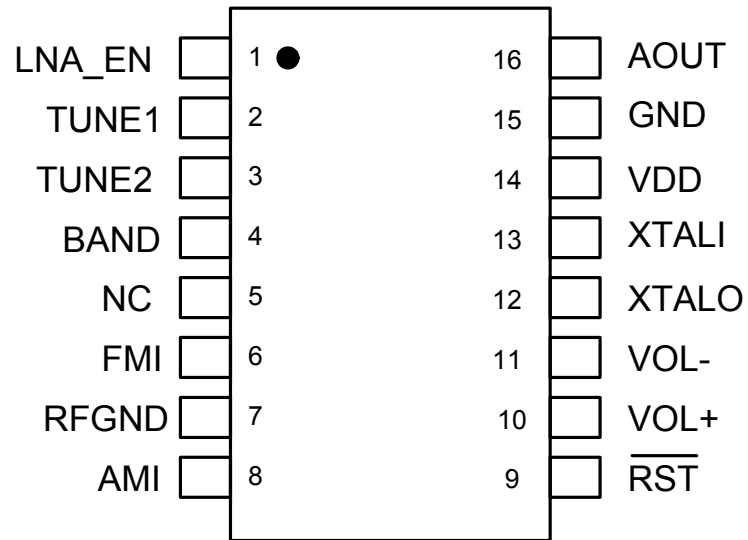 LNA_EN 1 16 AOUT
TUNE1 2 15 GND
TUNE2 3 14 VDD
BAND 4 13 XTALI
NC 5 12 XTALO
FMI 6 11 VOL-
RFGND 7 10 VOL+
AMI 8 9 R̅S̅T̅